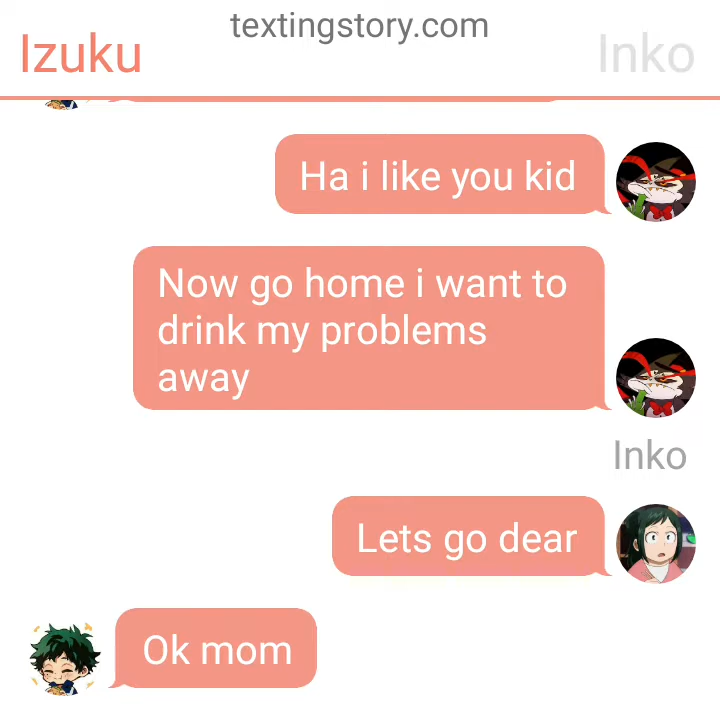 textingstory.com
Izuku
Inko
Ha i like you kid
Now go home i want to
drink my problems
away
Inko
Lets go dear
Ok mom